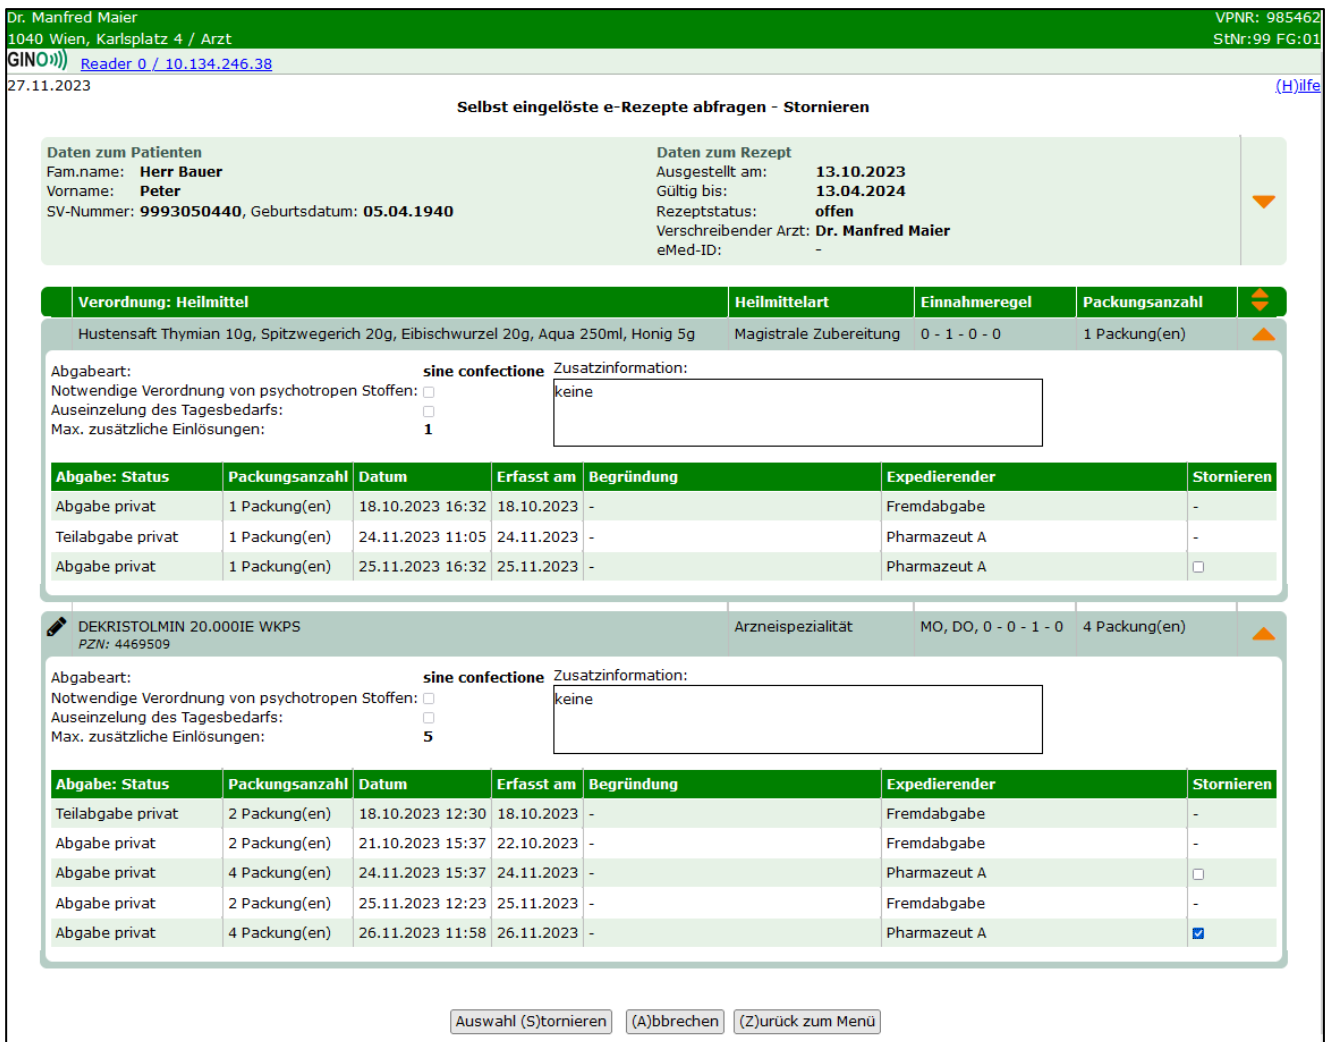 Dr. Manfred Maier VPNR: 985462
1040 Wien, Karlsplatz 4 / Arzt StNr:99 FG:01
GINO Reader 0 / 10.134.246.38
27.11.2023 (H)ilfe
Selbst eingelöste e-Rezepte abfragen - Stornieren
Daten zum Patienten
Fam.name: Herr Bauer
Vorname: Peter
SV-Nummer: 9993050440, Geburtsdatum: 05.04.1940
Daten zum Rezept
Ausgestellt am: 13.10.2023
Gültig bis: 13.04.2024
Rezeptstatus: offen
Verschreibender Arzt: Dr. Manfred Maier
eMed-ID: -
Verordnung: Heilmittel Heilmittelart Einnahmeregel Packungsanzahl
Hustensaft Thymian 10g, Spitzwegerich 20g, Eibischwurzel 20g, Aqua 250ml, Honig 5g Magistrale Zubereitung 0 - 1 - 0 - 0 1 Packung(en)
Abgabeart: sine confectione
Notwendige Verordnung von psychotropen Stoffen:
Auseinzelung des Tagesbedarfs:
Max. zusätzliche Einlösungen: 1
Zusatzinformation:
keine
Abgabe: Status Packungsanzahl Datum Erfasst am Begründung Expedierender Stornieren
Abgabe privat 1 Packung(en) 18.10.2023 16:32 18.10.2023 - Fremdabgabe -
Teilabgabe privat 1 Packung(en) 24.11.2023 11:05 24.11.2023 - Pharmazeut A -
Abgabe privat 1 Packung(en) 25.11.2023 16:32 25.11.2023 - Pharmazeut A
DEKRISTOLMIN 20.000IE WKPS Arzneispezialität MO, DO, 0 - 0 - 1 - 0 4 Packung(en)
PZN: 4469509
Abgabeart: sine confectione
Notwendige Verordnung von psychotropen Stoffen:
Auseinzelung des Tagesbedarfs:
Max. zusätzliche Einlösungen: 5
Zusatzinformation:
keine
Abgabe: Status Packungsanzahl Datum Erfasst am Begründung Expedierender Stornieren
Teilabgabe privat 2 Packung(en) 18.10.2023 12:30 18.10.2023 - Fremdabgabe -
Abgabe privat 2 Packung(en) 21.10.2023 15:37 22.10.2023 - Fremdabgabe -
Abgabe privat 4 Packung(en) 24.11.2023 15:37 24.11.2023 - Pharmazeut A
Abgabe privat 2 Packung(en) 25.11.2023 12:23 25.11.2023 - Fremdabgabe -
Abgabe privat 4 Packung(en) 26.11.2023 11:58 26.11.2023 - Pharmazeut A
Auswahl (S)tornieren (A)bbrechen (Z)urück zum Menü